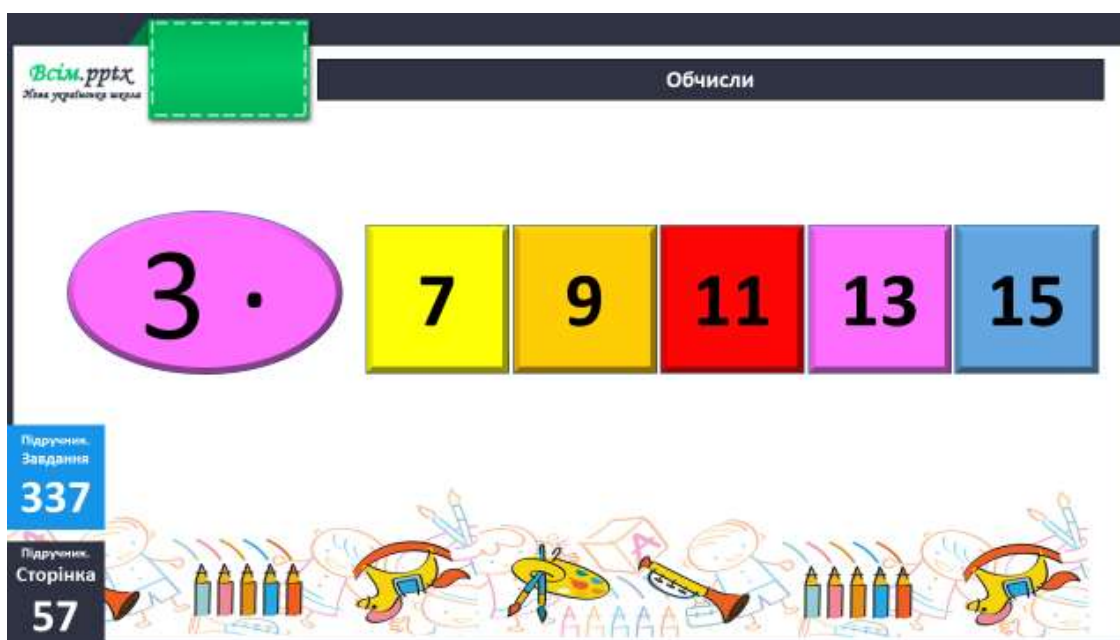 Всім.pptx
Нова українська школа
Обчисли
3 · 7 9 11 13 15
Підручник.
Завдання
337
Підручник.
Сторінка
57